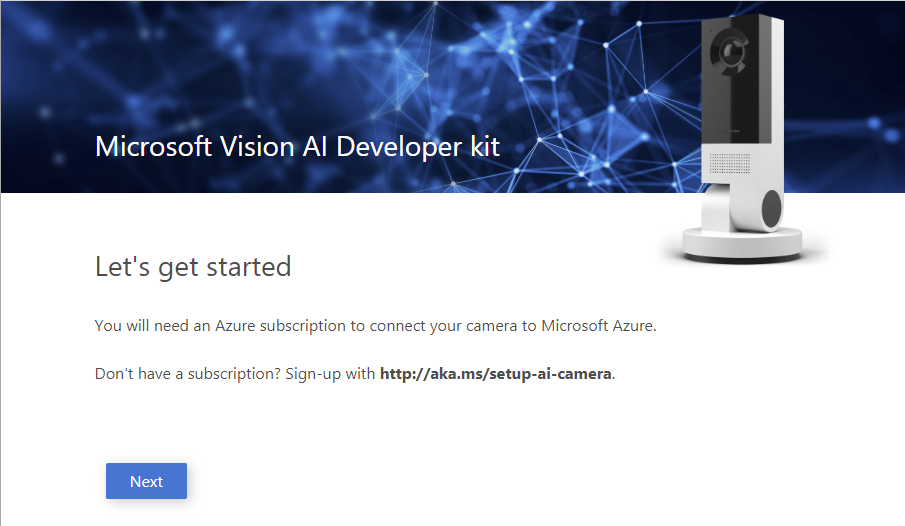 Microsoft Vision AI Developer kit
Let's get started
You will need an Azure subscription to connect your camera to Microsoft Azure.
Don't have a subscription? Sign-up with http://aka.ms/setup-ai-camera.
Next